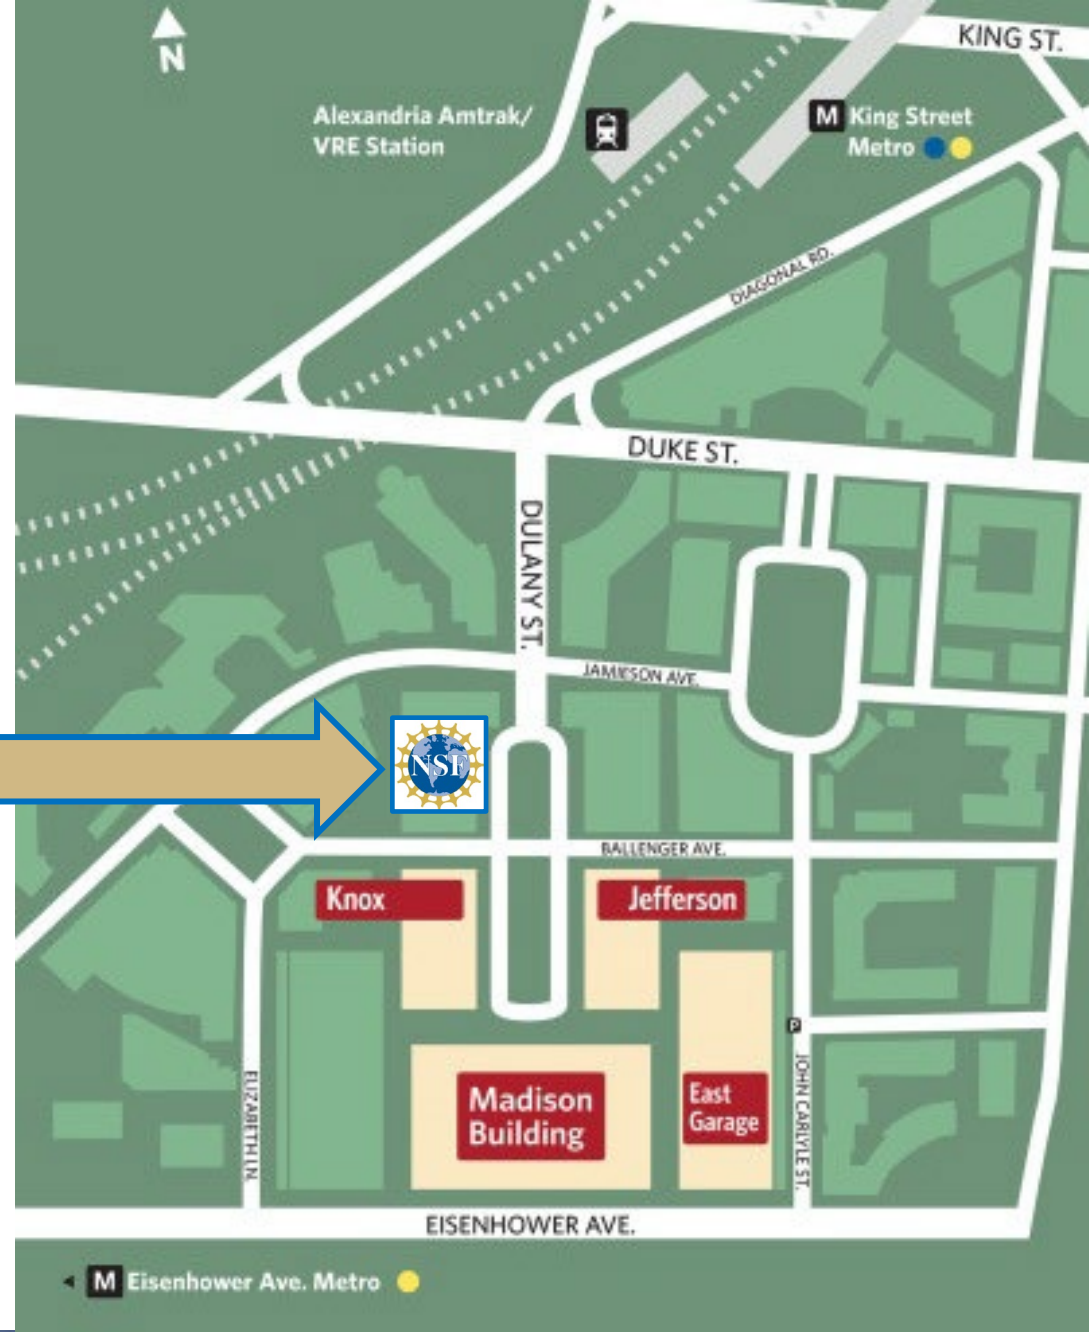 N
KING ST.
Alexandria Amtrak/
VRE Station
M King Street
Metro
DIAGONAL RD.
DUKE ST.
DULANY ST.
JAMIESON AVE.
NSF
BALLENGER AVE.
Knox
Jefferson
P
Madison
Building
East
Garage
ELIZABETH LN.
JOHN CARLYLE ST.
EISENHOWER AVE.
M Eisenhower Ave. Metro